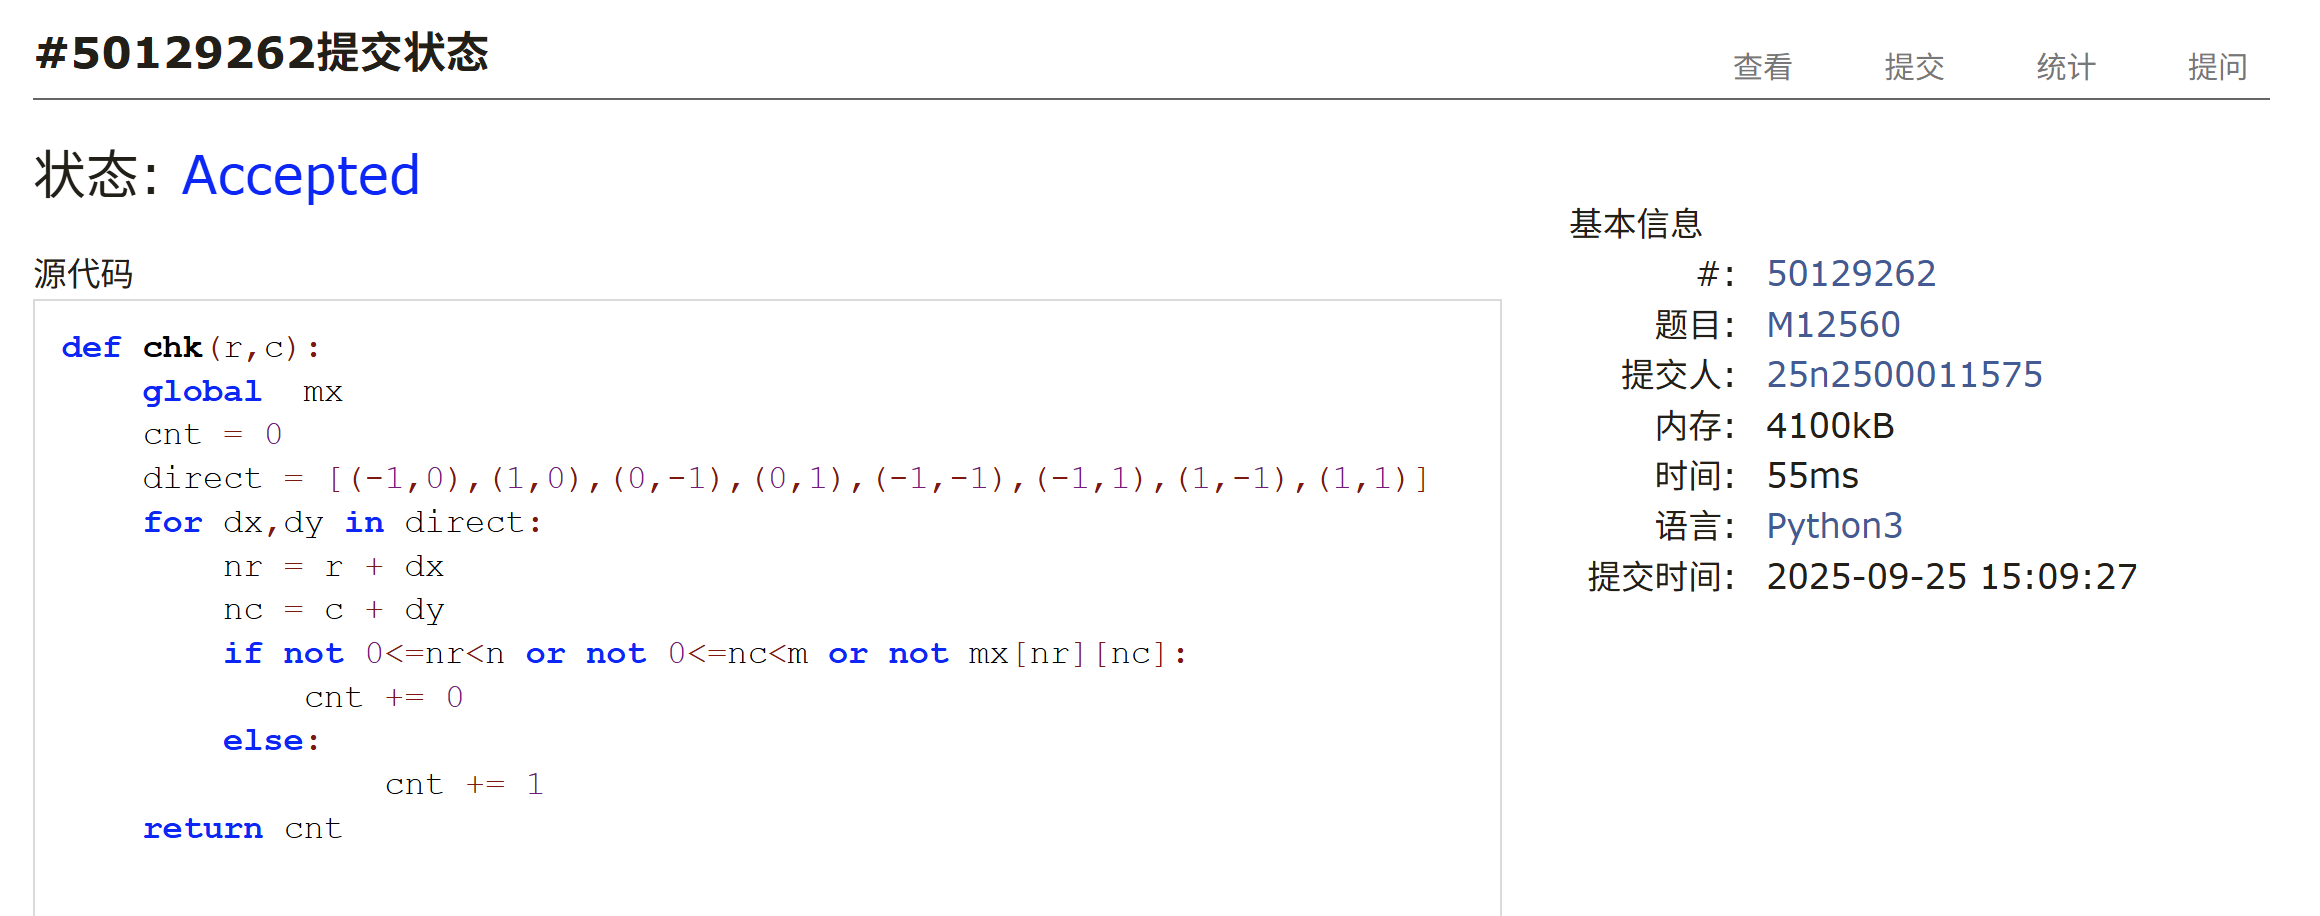 #50129262提交状态
查看 提交 统计 提问
状态: Accepted
源代码
def chk(r,c):
    global  mx
    cnt = 0
    direct = [(-1,0),(1,0),(0,-1),(0,1),(-1,-1),(-1,1),(1,-1),(1,1)]
    for dx,dy in direct:
        nr = r + dx
        nc = c + dy
        if not 0<=nr<n or not 0<=nc<m or not mx[nr][nc]:
            cnt += 0
        else:
                cnt += 1
    return cnt
基本信息
#: 50129262
题目: M12560
提交人: 25n2500011575
内存: 4100kB
时间: 55ms
语言: Python3
提交时间: 2025-09-25 15:09:27